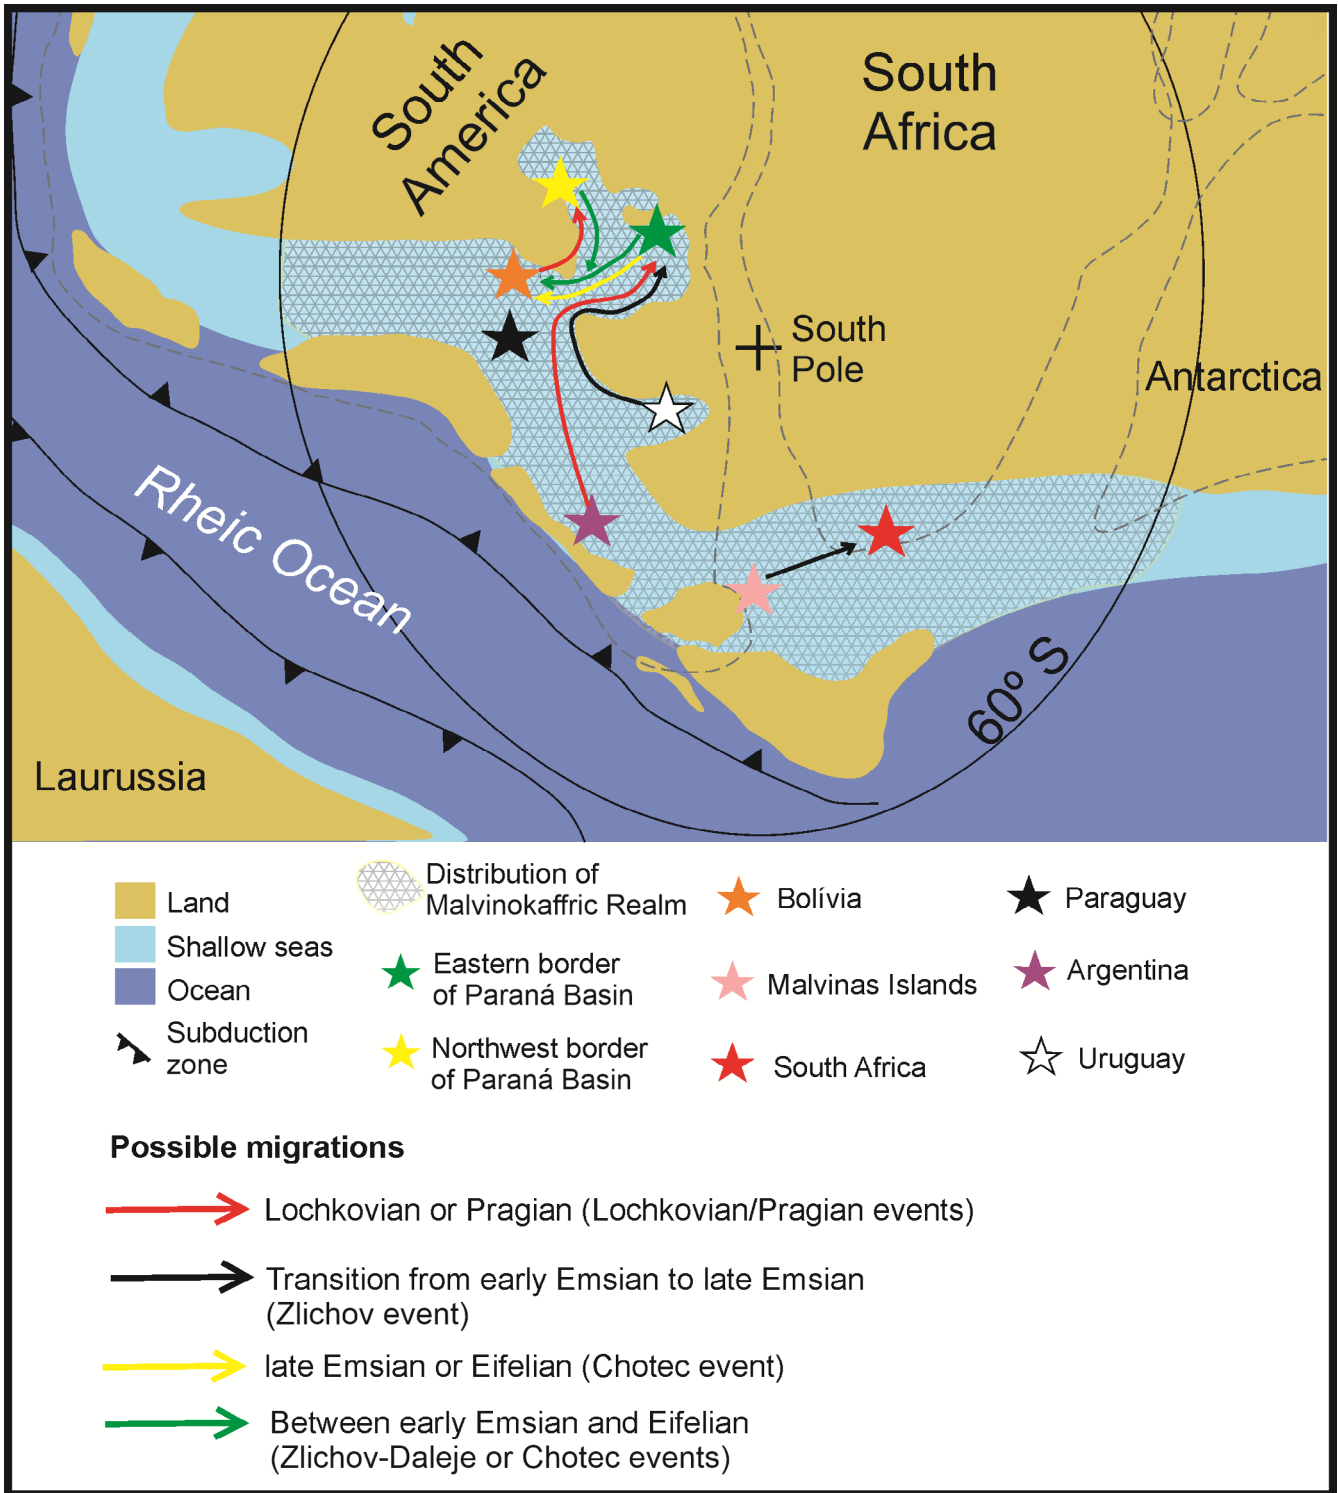 South
America
South
Africa
South
Pole
Antarctica
Rheic Ocean
60º S
Laurussia
Land
Shallow seas
Ocean
Subduction
zone
Distribution of
Malvinokaffric Realm
Eastern border
of Paraná Basin
Northwest border
of Paraná Basin
Bolívia
Malvinas Islands
South Africa
Paraguay
Argentina
Uruguay
Possible migrations
Lochkovian or Pragian (Lochkovian/Pragian events)
Transition from early Emsian to late Emsian
(Zlichov event)
late Emsian or Eifelian (Chotec event)
Between early Emsian and Eifelian
(Zlichov-Daleje or Chotec events)